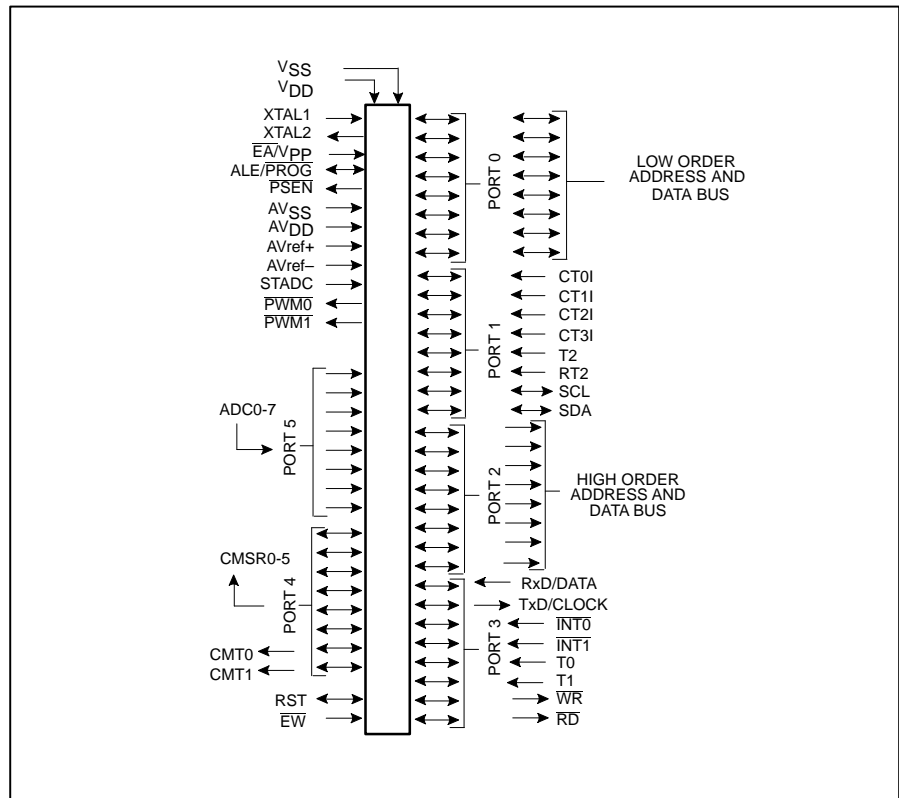 VSS
VDD
XTAL1
XTAL2
EA/VPP
ALE/PROG
PSEN
AVSS
AVDD
AVref+
AVref–
STADC
PWM0
PWM1
ADC0-7
PORT 5
CMSR0-5
PORT 4
CMT0
CMT1
RST
EW
PORT 0
LOW ORDER
ADDRESS AND
DATA BUS
PORT 1
CT0I
CT1I
CT2I
CT3I
T2
RT2
SCL
SDA
PORT 2
HIGH ORDER
ADDRESS AND
DATA BUS
PORT 3
RxD/DATA
TxD/CLOCK
INT0
INT1
T0
T1
WR
RD